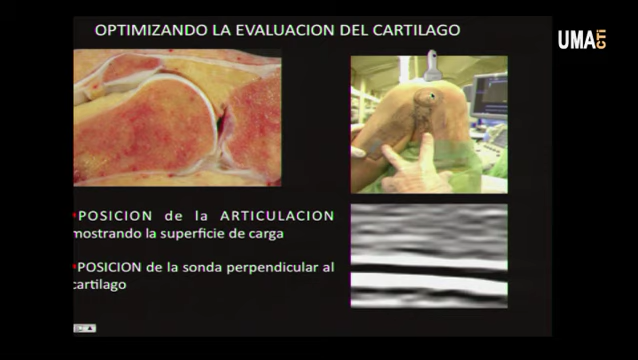 OPTIMIZANDO LA EVALUACION DEL CARTILAGO
UMA CTI
POSICION de la ARTICULACION
mostrando la superficie de carga
POSICION de la sonda perpendicular al
cartilago